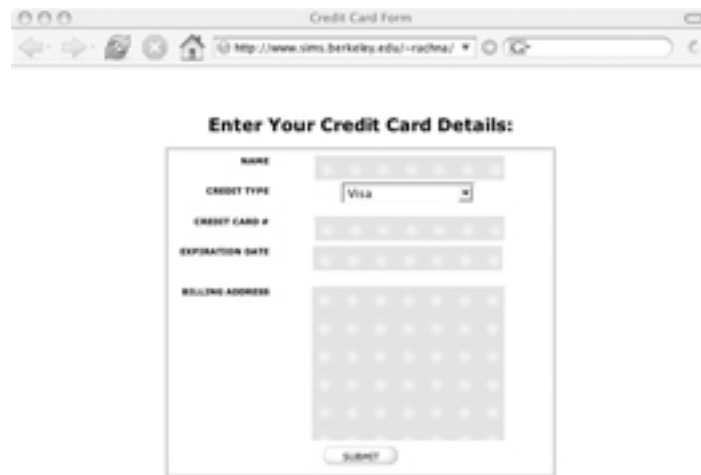 Credit Card Form
http://www.sims.berkeley.edu/~rachna/
Enter Your Credit Card Details:
NAME
CREDIT TYPE
Visa
CREDIT CARD #
EXPIRATION DATE
BILLING ADDRESS
SUBMIT